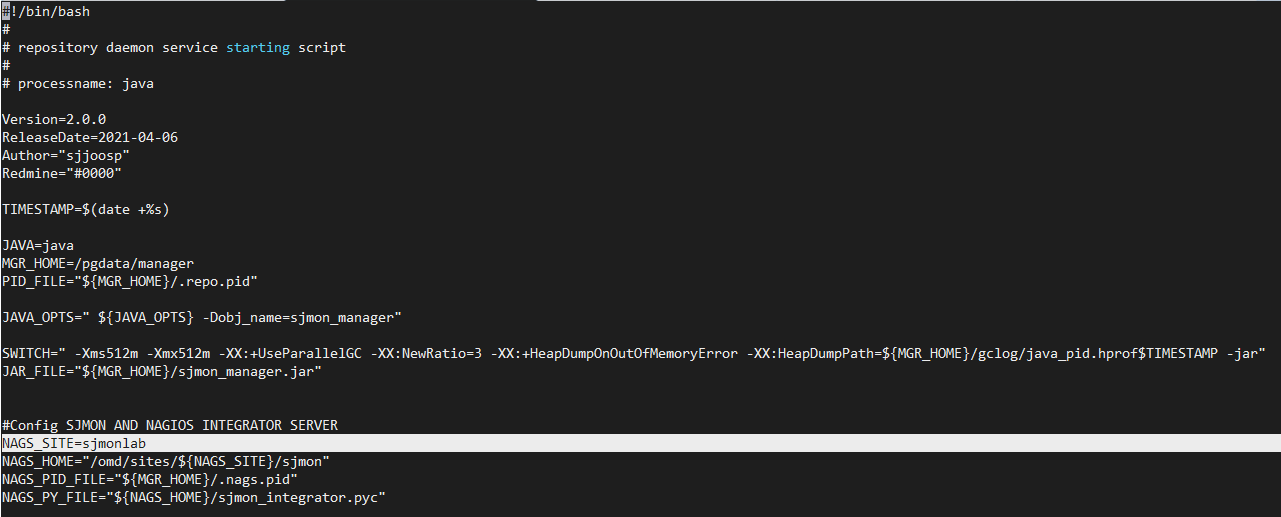 #!/bin/bash
#
# repository daemon service starting script
#
# processname: java
Version=2.0.0
ReleaseDate=2021-04-06
Author="sjjoosp"
Redmine="#0000"
TIMESTAMP=$(date +%s)
JAVA=java
MGR_HOME=/pgdata/manager
PID_FILE="${MGR_HOME}/.repo.pid"
JAVA_OPTS=" ${JAVA_OPTS} -Dobj_name=sjmon_manager"
SWITCH=" -Xms512m -Xmx512m -XX:+UseParallelGC -XX:NewRatio=3 -XX:+HeapDumpOnOutOfMemoryError -XX:HeapDumpPath=${MGR_HOME}/gclog/java_pid.hprof$TIMESTAMP -jar"
JAR_FILE="${MGR_HOME}/sjmon_manager.jar"
#Config SJMON AND NAGIOS INTEGRATOR SERVER
NAGS_SITE=sjmonlab
NAGS_HOME="/omd/sites/${NAGS_SITE}/sjmon"
NAGS_PID_FILE="${MGR_HOME}/.nags.pid"
NAGS_PY_FILE="${NAGS_HOME}/sjmon_integrator.pyc"